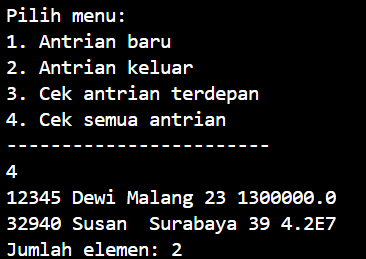 Pilih menu:
1. Antrian baru
2. Antrian keluar
3. Cek antrian terdepan
4. Cek semua antrian
------------------------
4
12345 Dewi Malang 23 1300000.0
32940 Susan  Surabaya 39 4.2E7
Jumlah elemen: 2